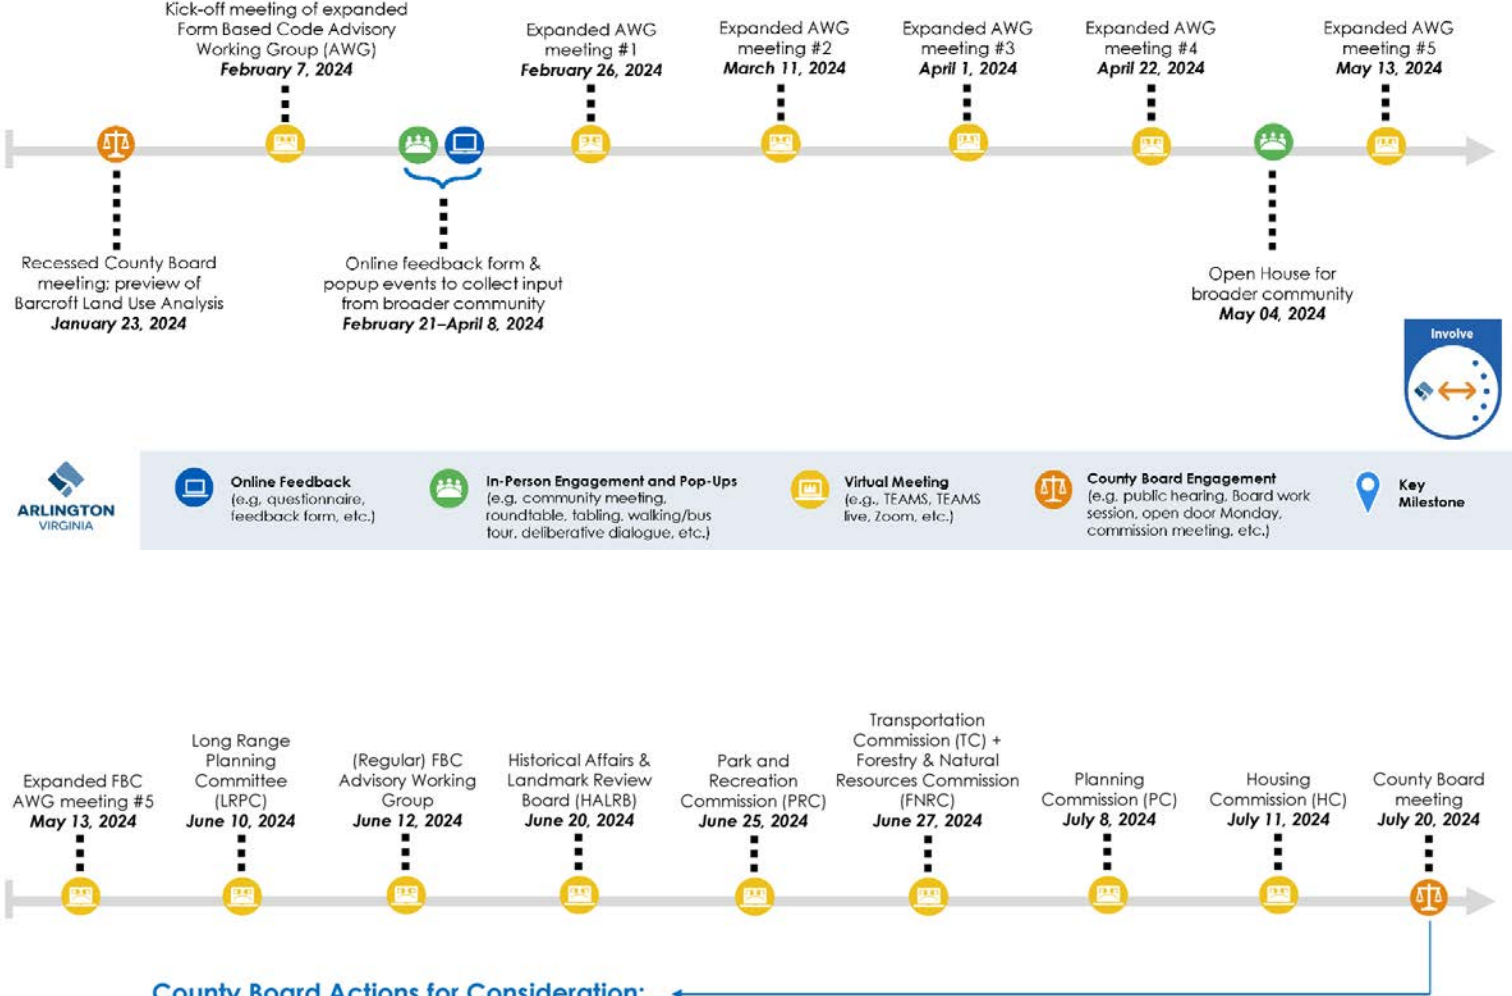 Kick-off meeting of expanded
Form Based Code Advisory
Working Group (AWG)
February 7, 2024
Expanded AWG
meeting #1
February 26, 2024
Expanded AWG
meeting #2
March 11, 2024
Expanded AWG
meeting #3
April 1, 2024
Expanded AWG
meeting #4
April 22, 2024
Expanded AWG
meeting #5
May 13, 2024
Recessed County Board
meeting; preview of
Barcroft Land Use Analysis
January 23, 2024
Online feedback form &
popup events to collect input
from broader community
February 21–April 8, 2024
Open House for
broader community
May 04, 2024
Involve
ARLINGTON
VIRGINIA
Online Feedback
(e.g. questionnaire,
feedback form, etc.)
In-Person Engagement and Pop-Ups
(e.g. community meeting,
roundtable, tabling, walking/bus
tour, deliberative dialogue, etc.)
Virtual Meeting
(e.g., TEAMS, TEAMS
live, Zoom, etc.)
County Board Engagement
(e.g. public hearing, Board work
session, open door Monday,
commission meeting, etc.)
Key
Milestone
Expanded FBC
AWG meeting #5
May 13, 2024
Long Range
Planning
Committee
(LRPC)
June 10, 2024
(Regular) FBC
Advisory Working
Group
June 12, 2024
Historical Affairs &
Landmark Review
Board (HALRB)
June 20, 2024
Park and
Recreation
Commission (PRC)
June 25, 2024
Transportation
Commission (TC) +
Forestry & Natural
Resources Commission
(FNRC)
June 27, 2024
Planning
Commission (PC)
July 8, 2024
Housing
Commission (HC)
July 11, 2024
County Board
meeting
July 20, 2024
County Board Actions for Consideration: